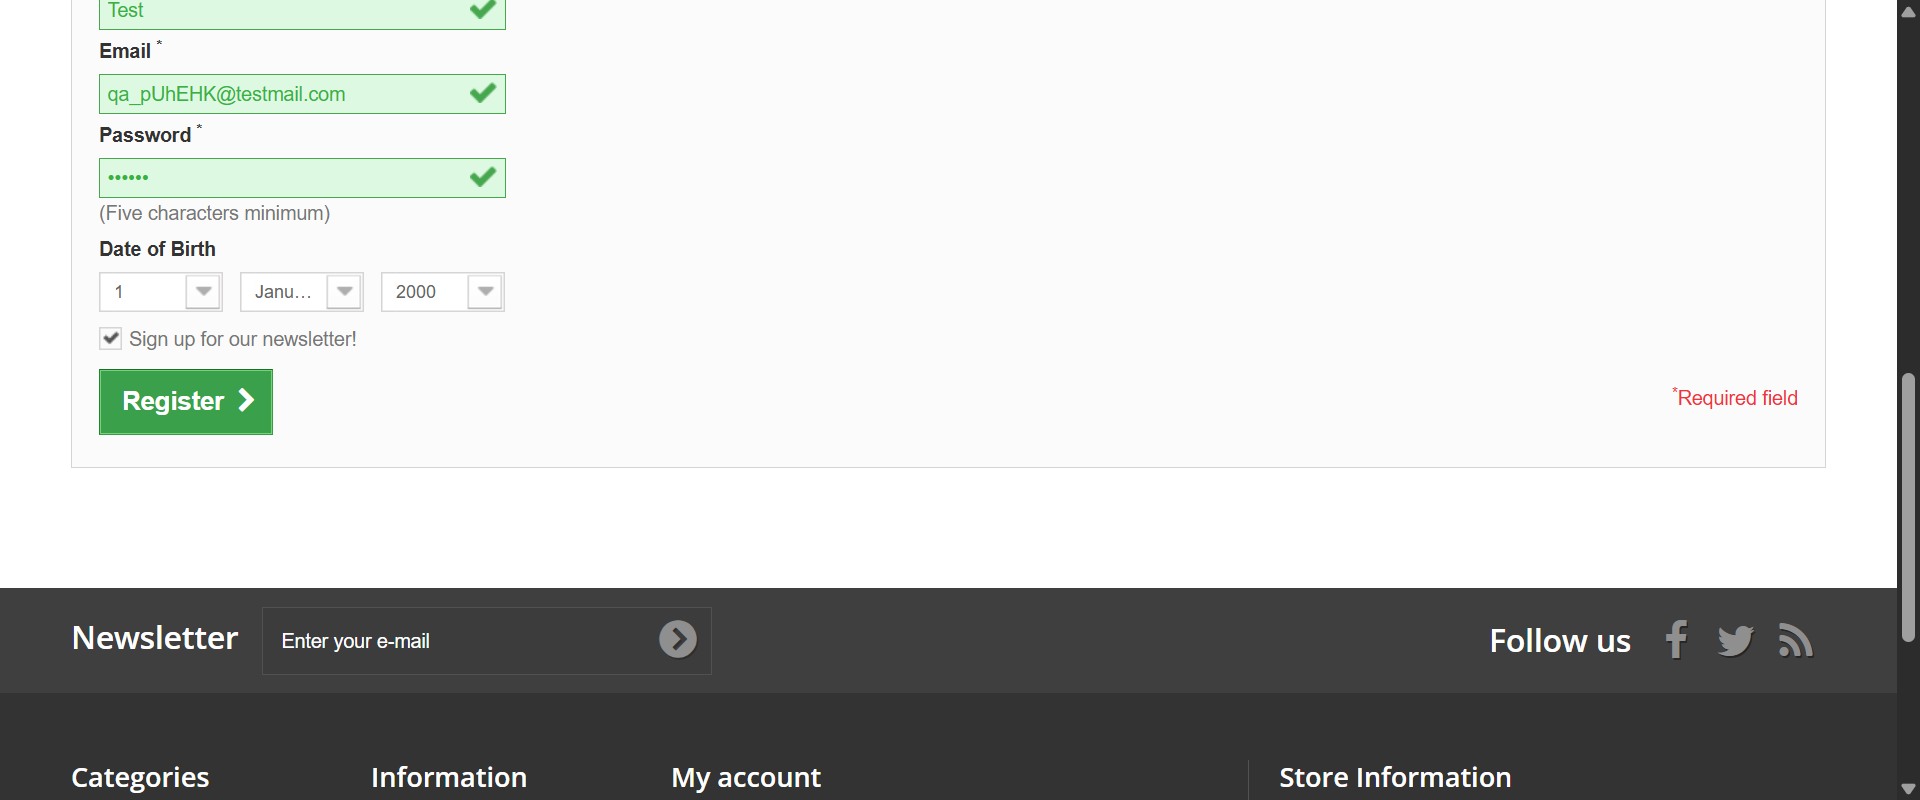 Test
Email *
qa_pUhEHK@testmail.com
Password *
••••••
(Five characters minimum)
Date of Birth
1 Janu... 2000
Sign up for our newsletter!
Register
*Required field
Newsletter Enter your e-mail Follow us
Categories Information My account Store Information